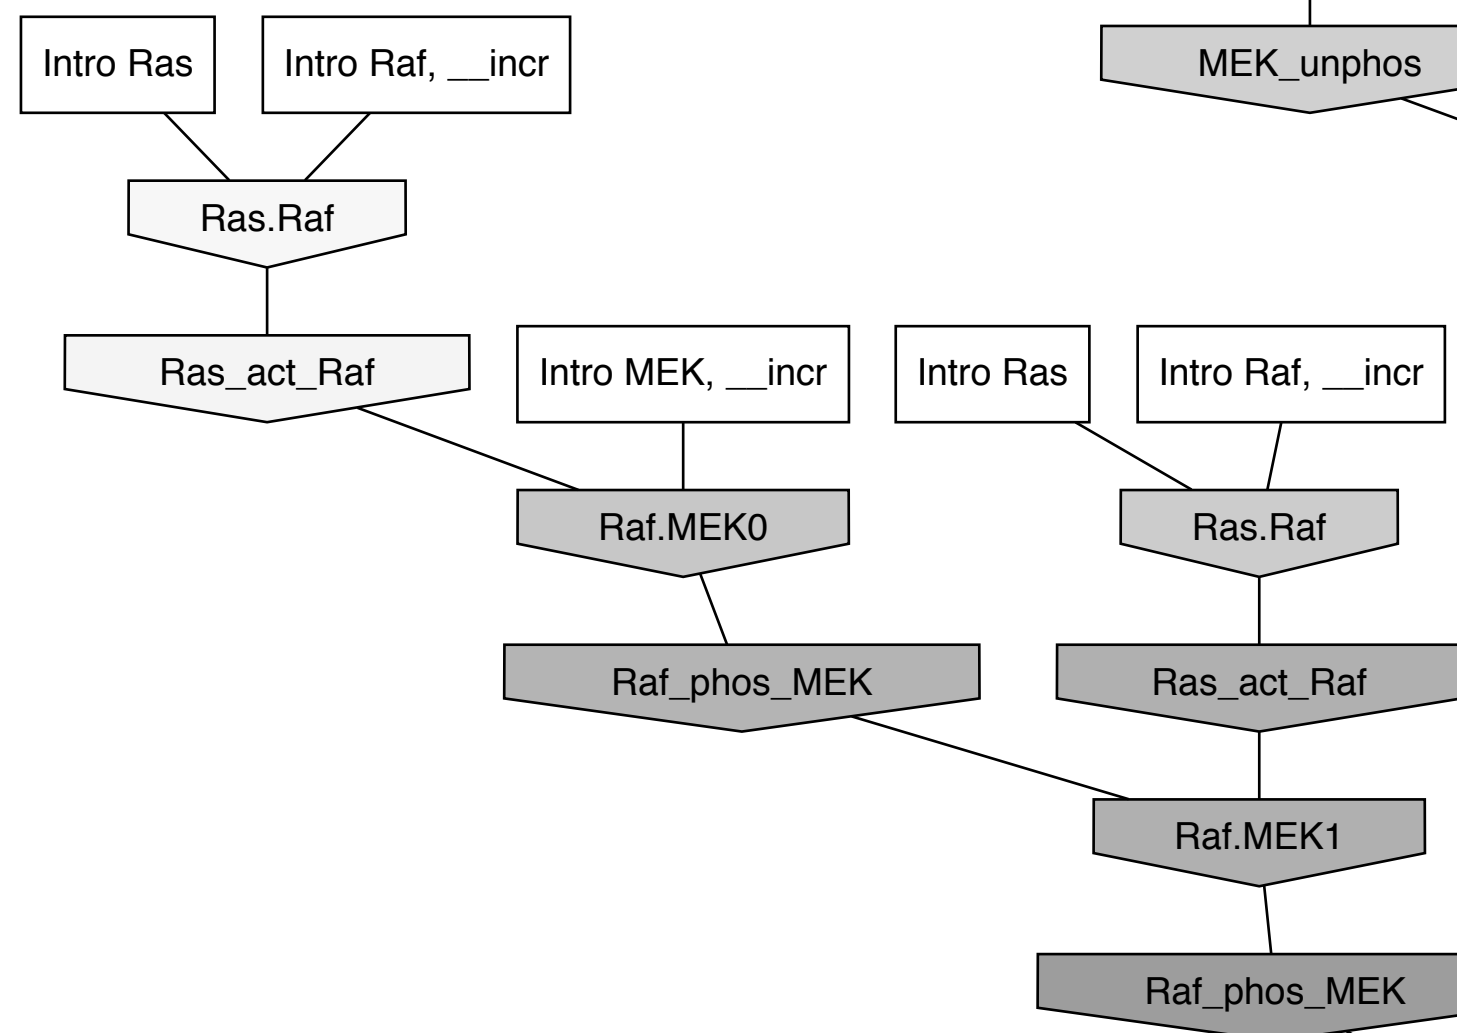 Intro Ras
Intro Raf, __incr
MEK_unphos
Ras.Raf
Ras_act_Raf
Intro MEK, __incr
Intro Ras
Intro Raf, __incr
Raf.MEK0
Ras.Raf
Raf_phos_MEK
Ras_act_Raf
Raf.MEK1
Raf_phos_MEK